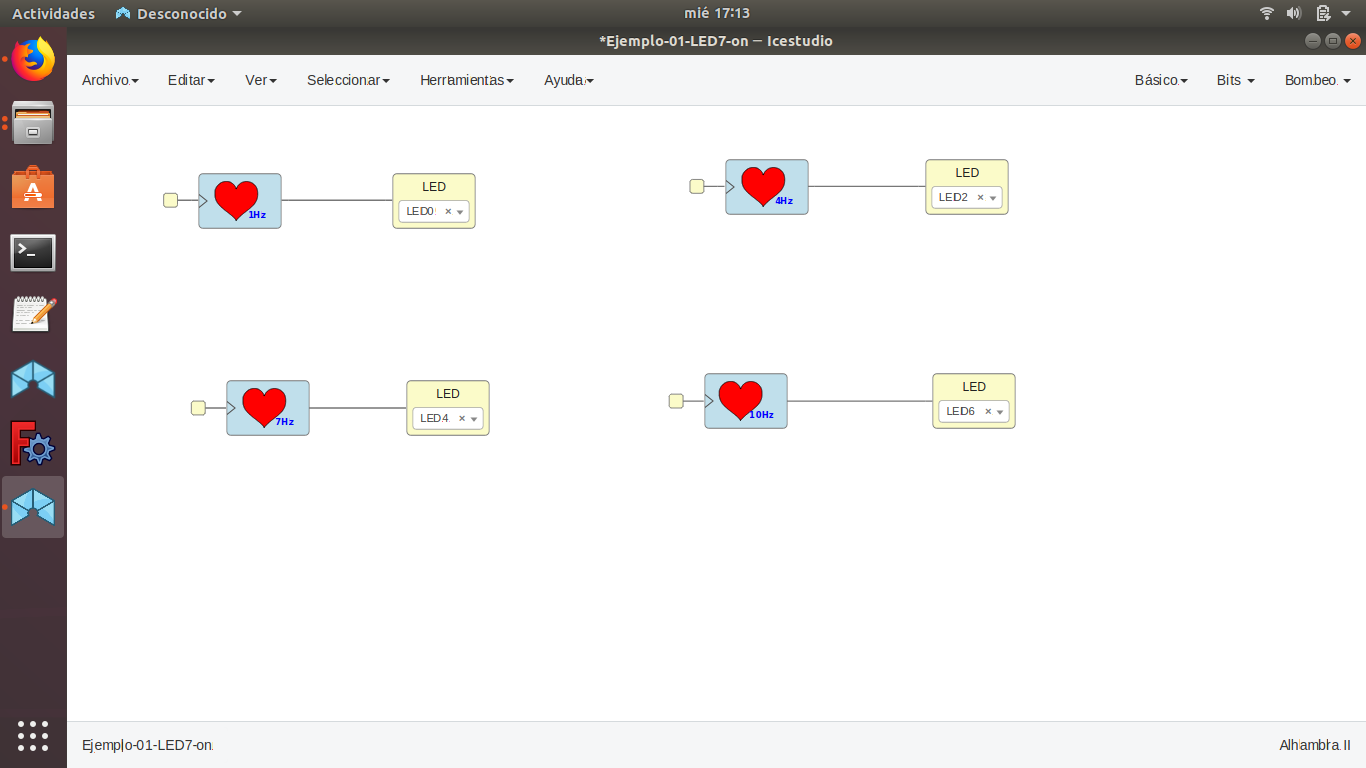 Actividades Desconocido mié 17:13
*Ejemplo-01-LED7-on — Icestudio
Archivo Editar Ver Seleccionar Herramientas Ayuda Básico Bits Bombeo
1Hz
LED
LED0 ×
4Hz
LED
LED2 ×
7Hz
LED
LED4 ×
10Hz
LED
LED6 ×
Ejemplo-01-LED7-on Alhambra II